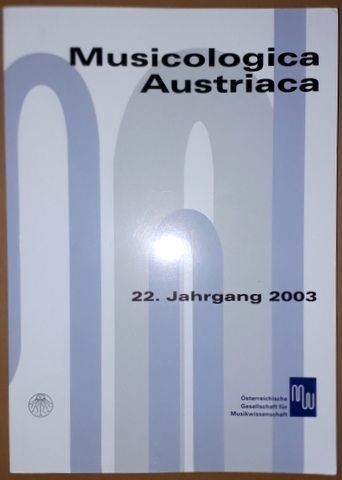 Musicologica
Austriaca
22. Jahrgang 2003
Österreichische
Gesellschaft für
Musikwissenschaft